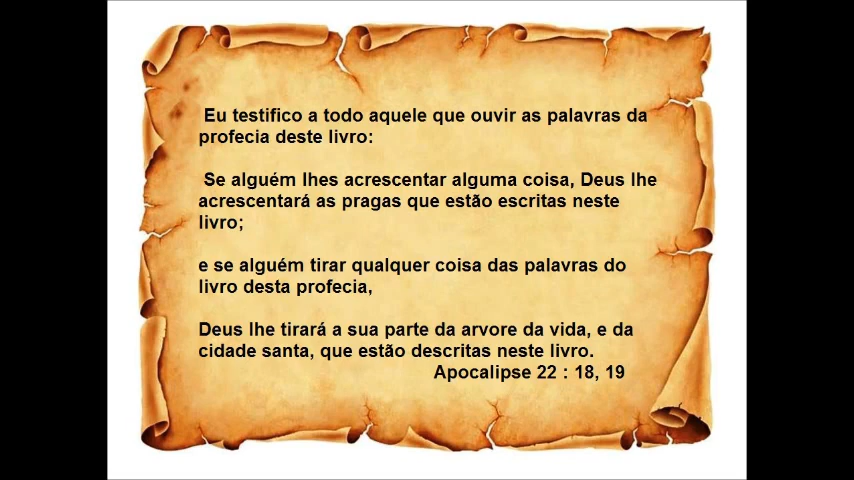 Eu testifico a todo aquele que ouvir as palavras da
profecia deste livro:
Se alguém lhes acrescentar alguma coisa, Deus lhe
acrescentará as pragas que estão escritas neste
livro;
e se alguém tirar qualquer coisa das palavras do
livro desta profecia,
Deus lhe tirará a sua parte da arvore da vida, e da
cidade santa, que estão descritas neste livro.
Apocalipse 22 : 18, 19